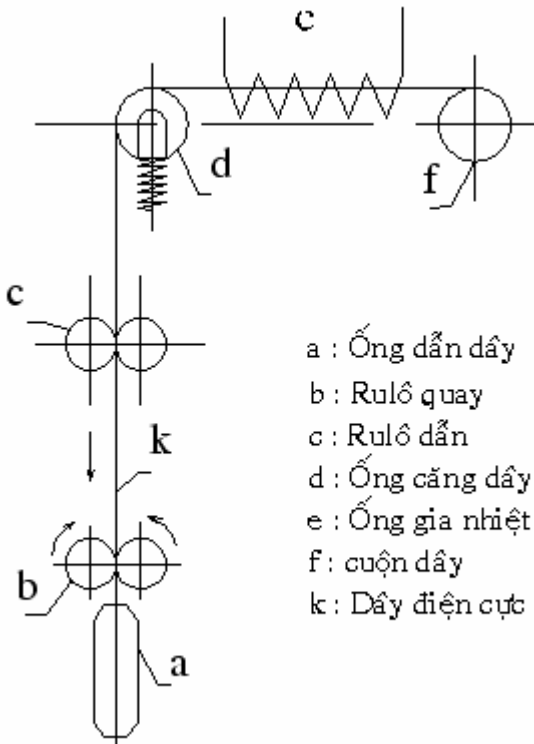 c
d
f
c
a : Ống dẫn dây
b : Rulô quay
c : Rulô dẫn
k
d : Ống căng dây
e : Ống gia nhiệt
f : cuộn dây
b
k : Dây điện cực
a